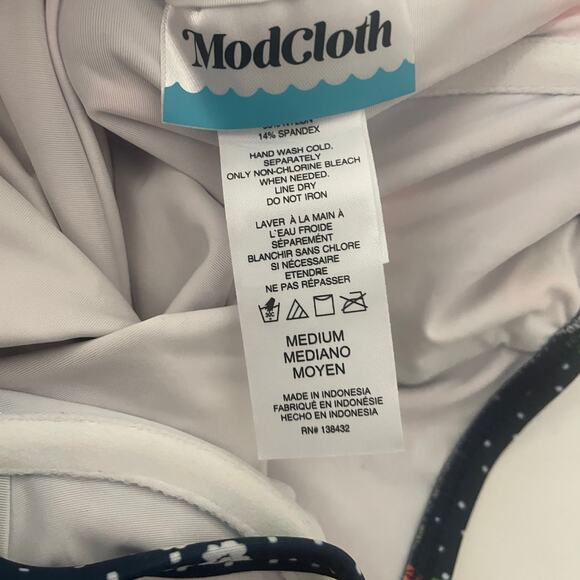 ModCloth
14% SPANDEX
HAND WASH COLD,
SEPARATELY
ONLY NON-CHLORINE BLEACH
WHEN NEEDED.
LINE DRY
DO NOT IRON
LAVER À LA MAIN À
L'EAU FROIDE
SÉPARÉMENT
BLANCHIR SANS CHLORE
SI NÉCESSAIRE
ETENDRE
NE PAS RÉPASSER
MEDIUM
MEDIANO
MOYEN
MADE IN INDONESIA
FABRIQUÉ EN INDONÉSIE
HECHO EN INDONESIA
RN# 138432